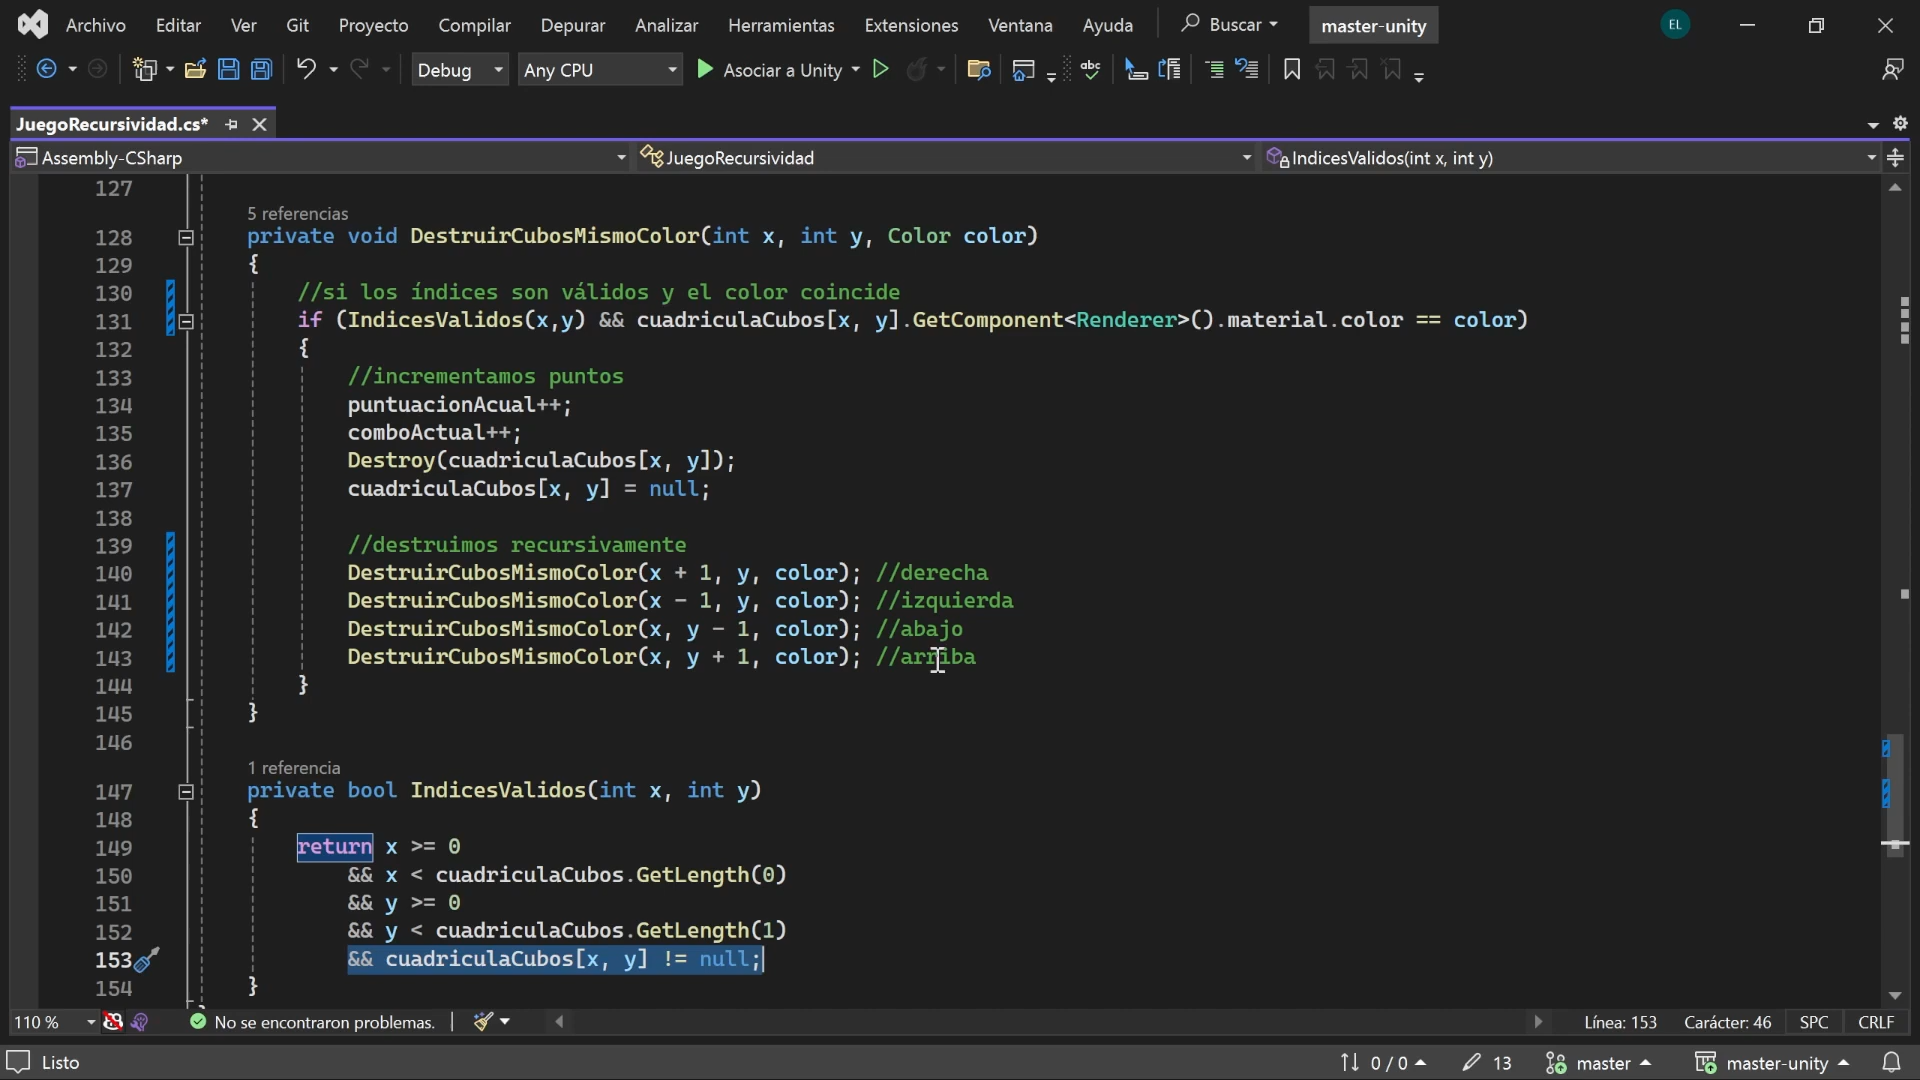 Archivo Editar Ver Git Proyecto Compilar Depurar Analizar Herramientas Extensiones Ventana Ayuda Buscar master-unity EL
Debug Any CPU Asociar a Unity abc
JuegoRecursividad.cs*
Assembly-CSharp JuegoRecursividad IndicesValidos(int x, int y)
127
5 referencias
128 private void DestruirCubosMismoColor(int x, int y, Color color)
129 {
130 //si los índices son válidos y el color coincide
131 if (IndicesValidos(x,y) && cuadriculaCubos[x, y].GetComponent<Renderer>().material.color == color)
132 {
133 //incrementamos puntos
134 puntuacionAcual++;
135 comboActual++;
136 Destroy(cuadriculaCubos[x, y]);
137 cuadriculaCubos[x, y] = null;
138
139 //destruimos recursivamente
140 DestruirCubosMismoColor(x + 1, y, color); //derecha
141 DestruirCubosMismoColor(x - 1, y, color); //izquierda
142 DestruirCubosMismoColor(x, y - 1, color); //abajo
143 DestruirCubosMismoColor(x, y + 1, color); //arriba
144 }
145 }
146
1 referencia
147 private bool IndicesValidos(int x, int y)
148 {
149 return x >= 0
150 && x < cuadriculaCubos.GetLength(0)
151 && y >= 0
152 && y < cuadriculaCubos.GetLength(1)
153 && cuadriculaCubos[x, y] != null;
154 }
110 % No se encontraron problemas. Línea: 153 Carácter: 46 SPC CRLF
Listo 0 / 0 13 master master-unity